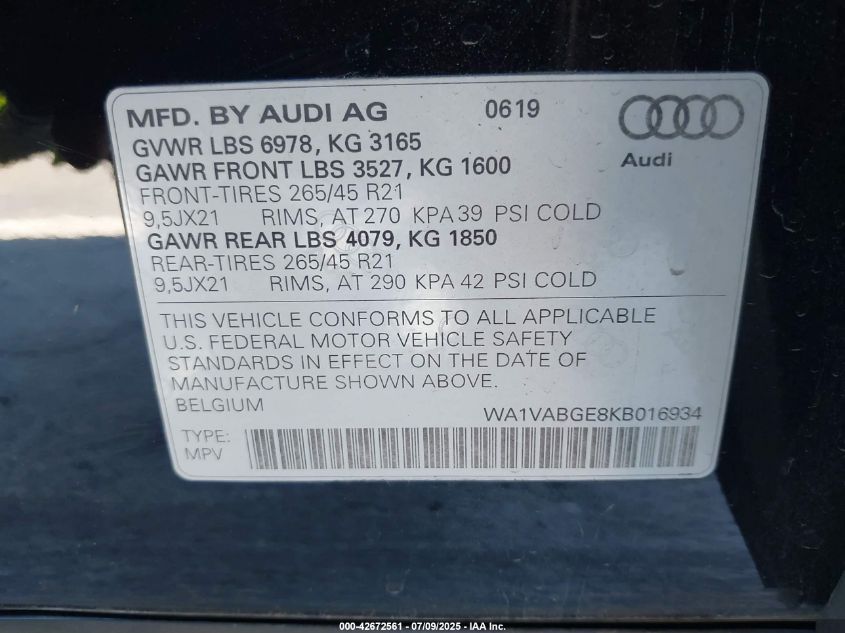 MFD. BY AUDI AG 0619
GVWR LBS 6978, KG 3165
GAWR FRONT LBS 3527, KG 1600
FRONT-TIRES 265/45 R21
9,5JX21 RIMS, AT 270 KPA 39 PSI COLD
GAWR REAR LBS 4079, KG 1850
REAR-TIRES 265/45 R21
9,5JX21 RIMS, AT 290 KPA 42 PSI COLD
Audi
THIS VEHICLE CONFORMS TO ALL APPLICABLE
U.S. FEDERAL MOTOR VEHICLE SAFETY
STANDARDS IN EFFECT ON THE DATE OF
MANUFACTURE SHOWN ABOVE.
BELGIUM WA1VABGE8KB016934
TYPE:
MPV
000-42672561 / 07/09/2025 - IAA Inc.